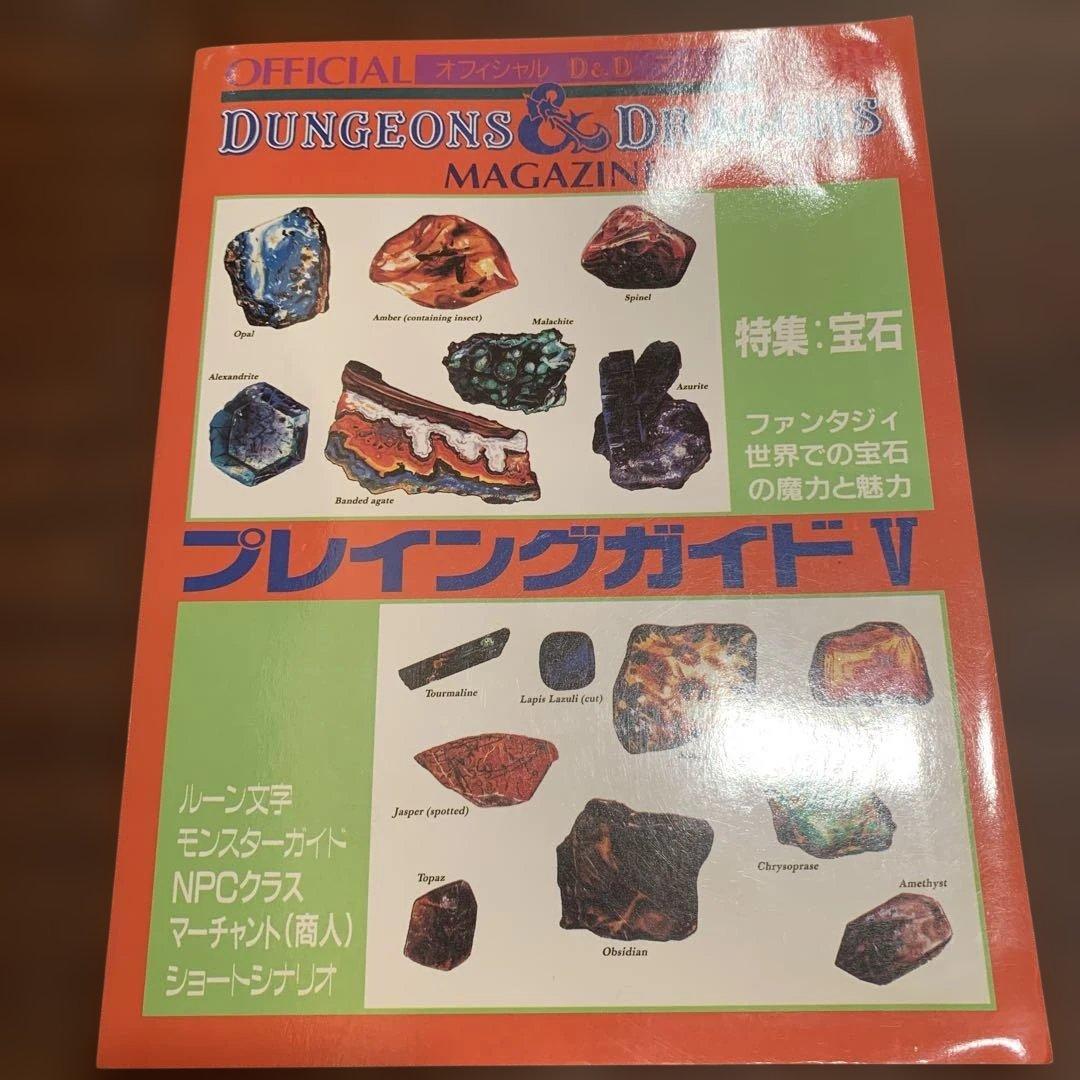 OFFICIAL オフィシャル D&D
DUNGEONS & DRAGONS
MAGAZINE
Opal
Amber (containing insect)
Spinel
Malachite
Alexandrite
Azurite
Banded agate
特集:宝石
ファンタジィ
世界での宝石
の魔力と魅力
プレイングガイド V
Tourmaline
Lapis Lazuli (cut)
Jasper (spotted)
Chrysoprase
Topaz
Obsidian
Amethyst
ルーン文字
モンスターガイド
NPCクラス
マーチャント(商人)
ショートシナリオ